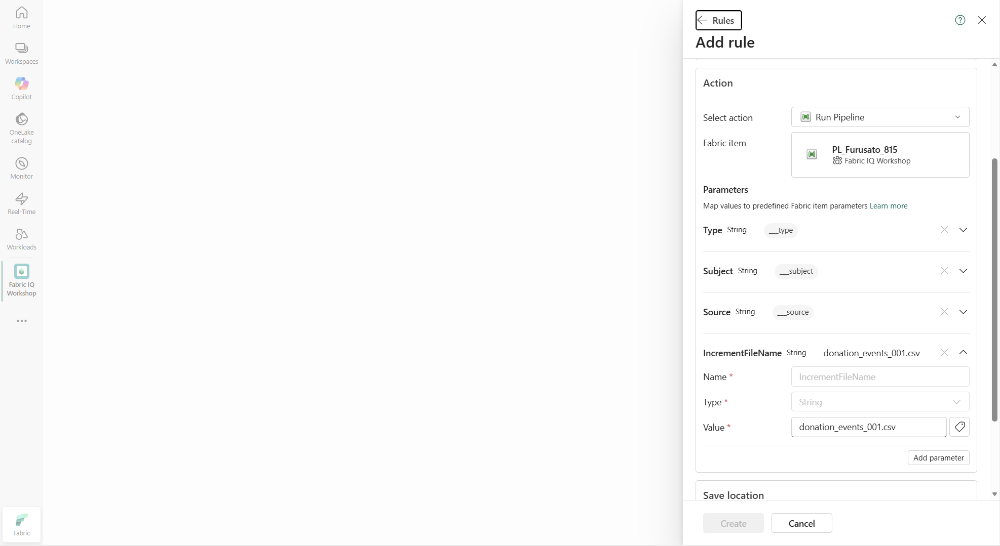 Home
Workspaces
Copilot
OneLake
catalog
Monitor
Real-Time
Workloads
Fabric IQ
Workshop
Fabric
Rules
Add rule
Action
Select action
Run Pipeline
Fabric item
PL_Furusato_815
Fabric IQ Workshop
Parameters
Map values to predefined Fabric item parameters Learn more
Type String ___type
Subject String ___subject
Source String ___source
IncrementFileName String donation_events_001.csv
Name * IncrementFileName
Type * String
Value * donation_events_001.csv
Add parameter
Save location
Create Cancel